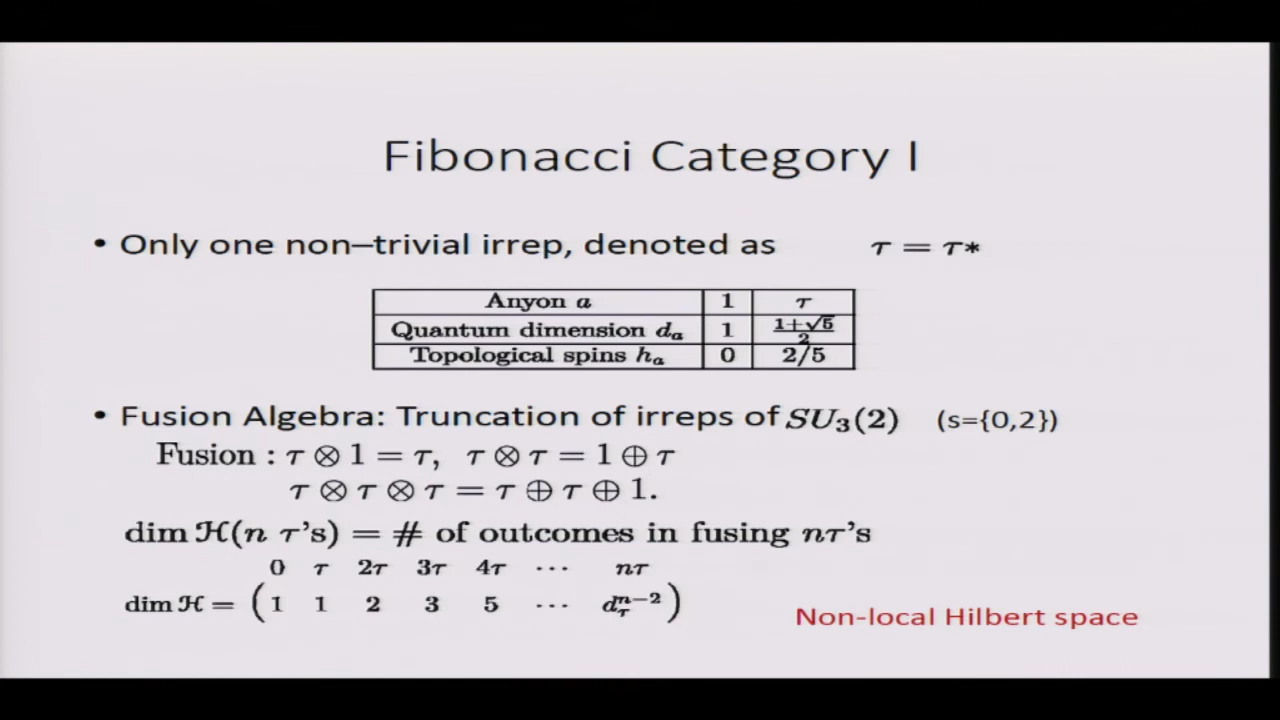 Fibonacci Category I
• Only one non–trivial irrep, denoted as τ = τ*
Anyon a 1 τ
Quantum dimension dₐ 1 (1+√5)/2
Topological spins hₐ 0 2/5
• Fusion Algebra: Truncation of irreps of SU₃(2) (s={0,2})
Fusion : τ ⊗ 1 = τ, τ ⊗ τ = 1 ⊕ τ
τ ⊗ τ ⊗ τ = τ ⊕ τ ⊕ 1.
dim ℋ(n τ's) = # of outcomes in fusing nτ's
0 τ 2τ 3τ 4τ ··· nτ
dim ℋ = ( 1 1 2 3 5 ··· d_τ^{n−2} )
Non-local Hilbert space